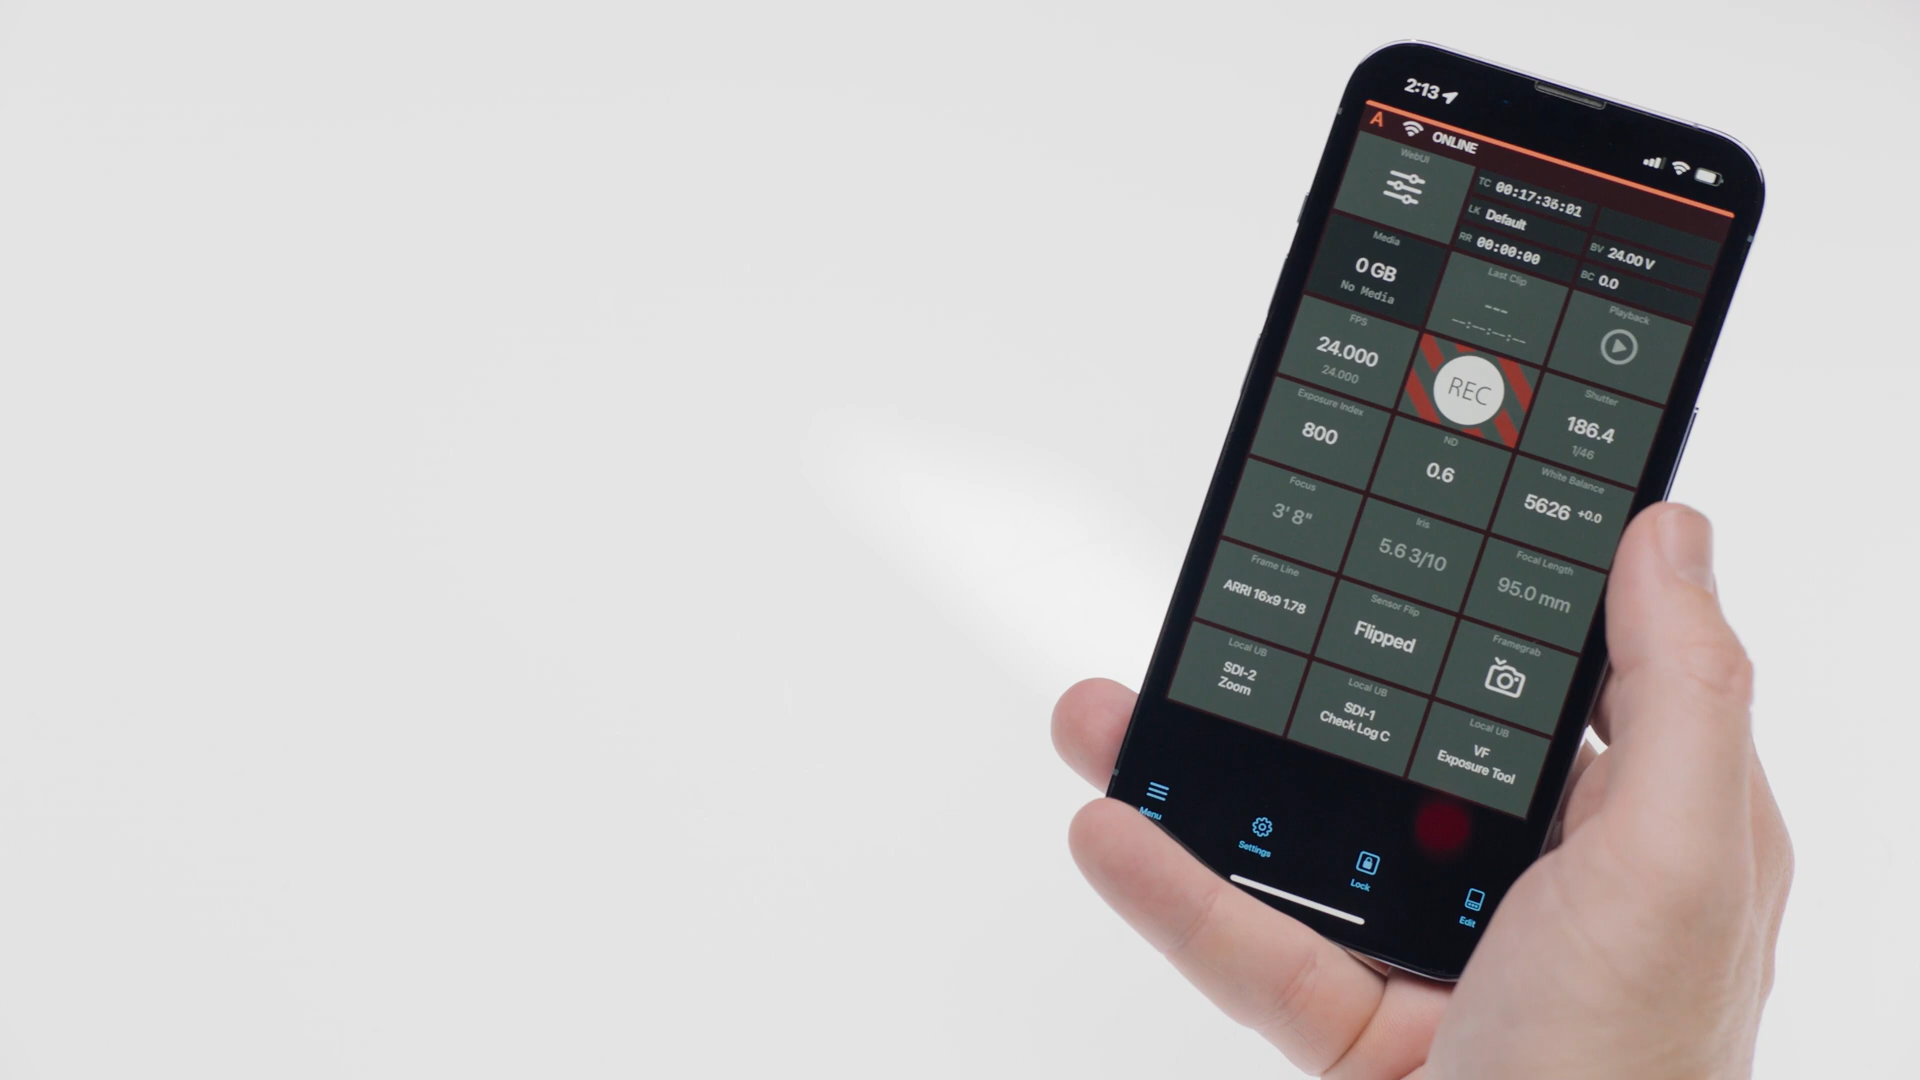 2:13
A ONLINE
WebUI
TC 00:17:36:01
LK Default
RR 00:00:00
BV 24.00 V
BC 0.0
Media
0 GB
No Media
Last Clip
---
--:--:--:--
Playback
FPS
24.000
24.000
REC
Shutter
186.4
1/46
Exposure Index
800
ND
0.6
White Balance
5626 +0.0
Focus
3' 8"
Iris
5.6 3/10
Focal Length
95.0 mm
Frame Line
ARRI 16x9 1.78
Sensor Flip
Flipped
Framegrab
Local UB
SDI-2
Zoom
Local UB
SDI-1
Check Log C
Local UB
VF
Exposure Tool
Menu
Settings
Lock
Edit